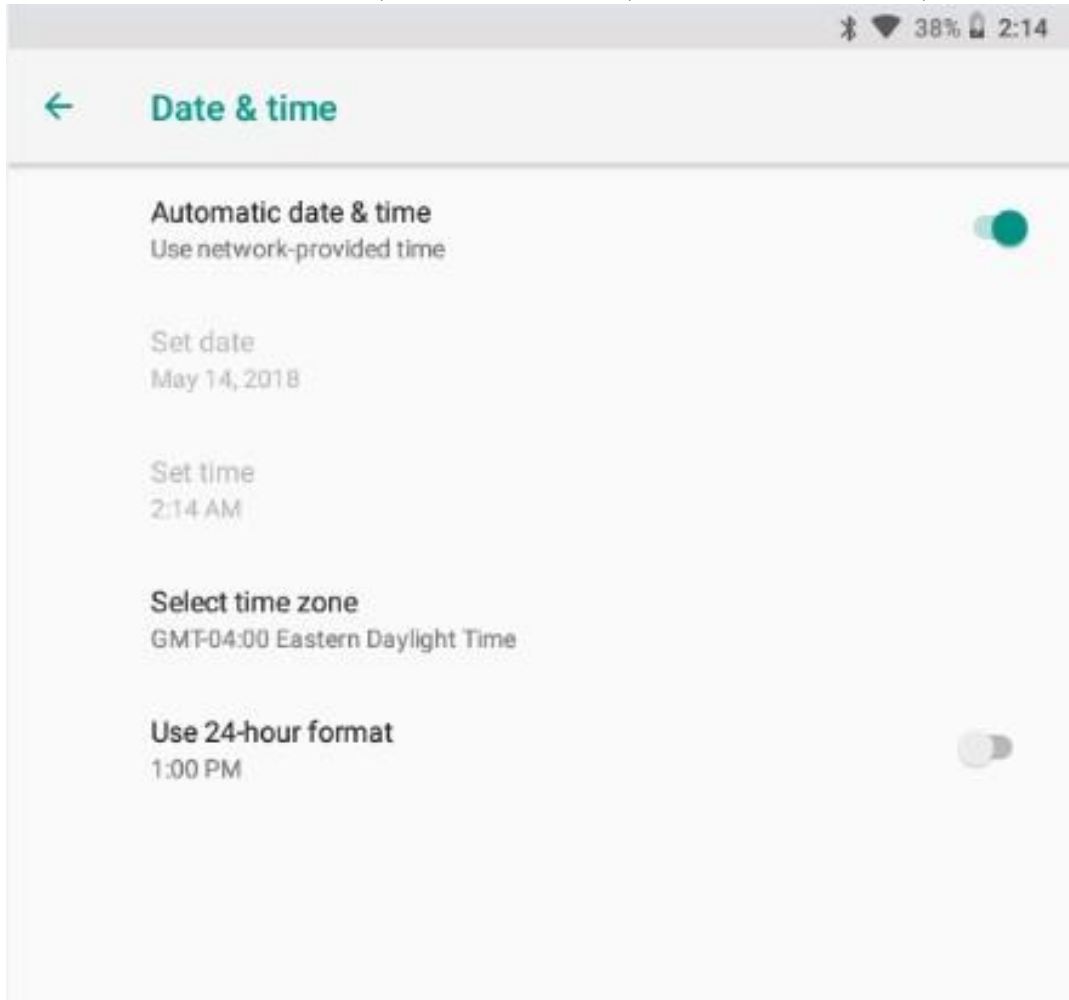 38% 2:14
Date & time
Automatic date & time
Use network-provided time
Set date
May 14, 2018
Set time
2:14 AM
Select time zone
GMT-04:00 Eastern Daylight Time
Use 24-hour format
1:00 PM